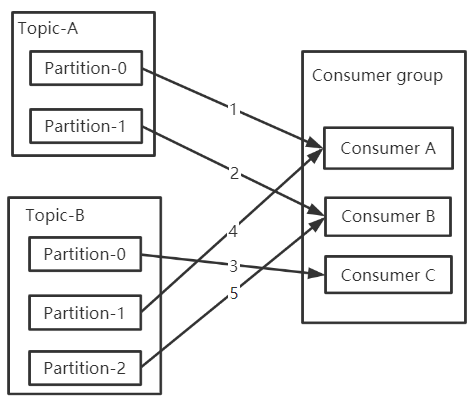 Topic-A
Partition-0
Partition-1
Topic-B
Partition-0
Partition-1
Partition-2
1
2
4
3
5
Consumer group
Consumer A
Consumer B
Consumer C